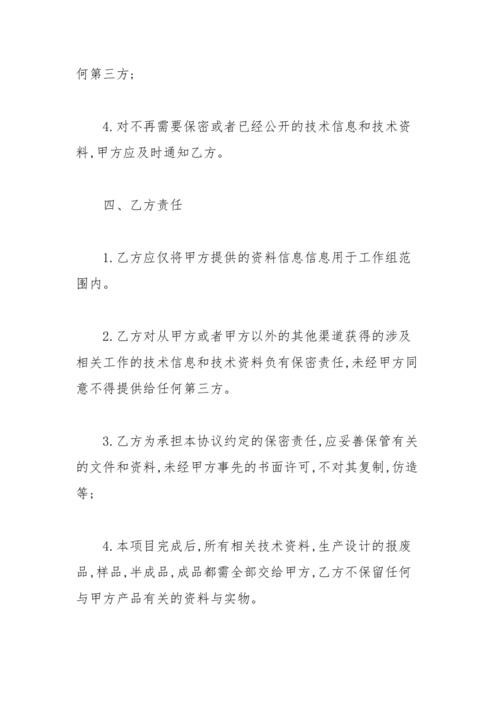 何第三方;
4.对不再需要保密或者已经公开的技术信息和技术资
料,甲方应及时通知乙方。
四、乙方责任
1.乙方应仅将甲方提供的资料信息信息用于工作组范
围内。
2.乙方对从甲方或者甲方以外的其他渠道获得的涉及
相关工作的技术信息和技术资料负有保密责任,未经甲方同
意不得提供给任何第三方。
3.乙方为承担本协议约定的保密责任,应妥善保管有关
的文件和资料,未经甲方事先的书面许可,不对其复制,仿造
等;
4.本项目完成后,所有相关技术资料,生产设计的报废
品,样品,半成品,成品都需全部交给甲方,乙方不保留任何
与甲方产品有关的资料与实物。